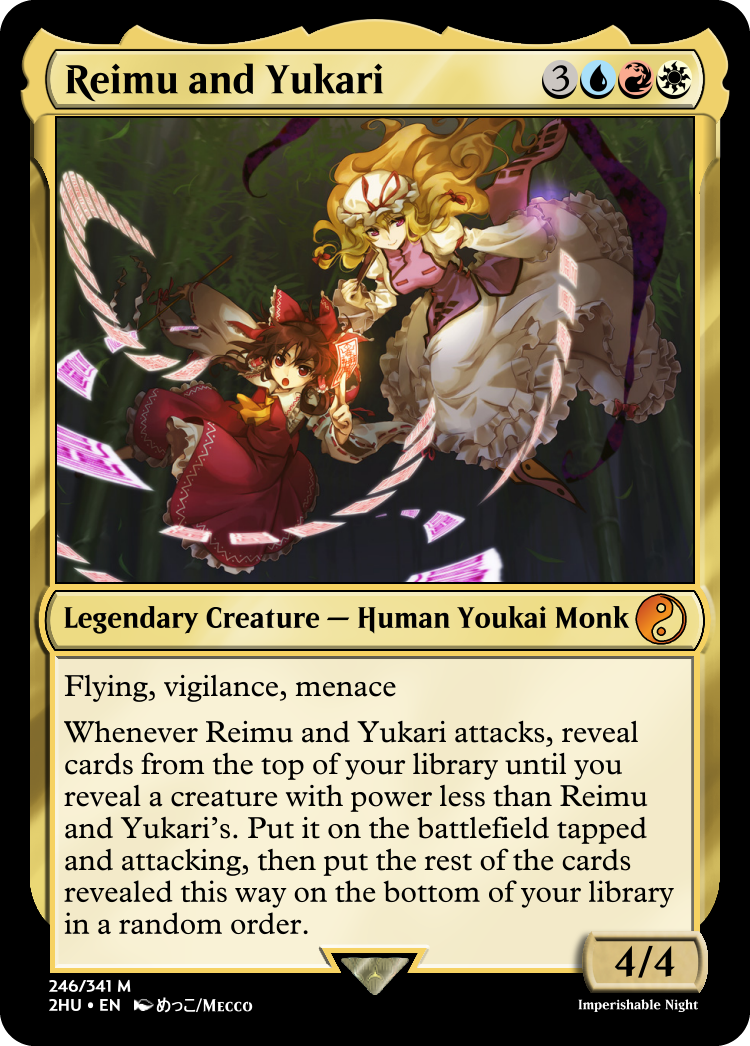 Reimu and Yukari 3
Legendary Creature — Human Youkai Monk
Flying, vigilance, menace
Whenever Reimu and Yukari attacks, reveal
cards from the top of your library until you
reveal a creature with power less than Reimu
and Yukari's. Put it on the battlefield tapped
and attacking, then put the rest of the cards
revealed this way on the bottom of your library
in a random order.
4/4
246/341 M
2HU • EN めっこ/Mecco
Imperishable Night